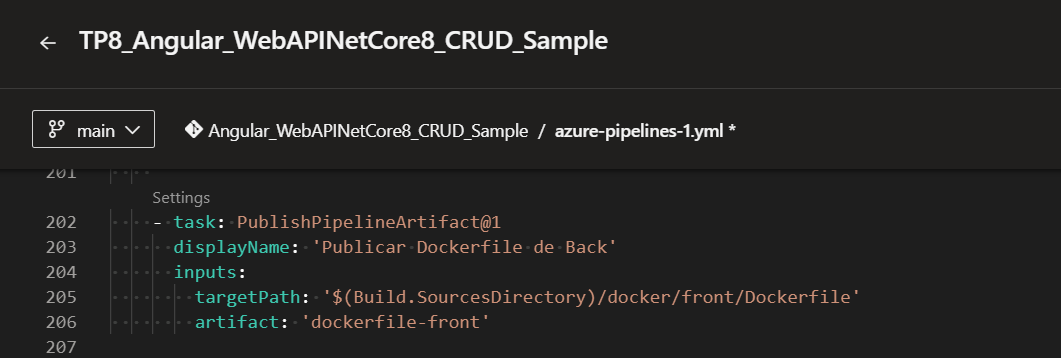 ← TP8_Angular_WebAPINetCore8_CRUD_Sample
main Angular_WebAPINetCore8_CRUD_Sample / azure-pipelines-1.yml *
201
Settings
202 - task: PublishPipelineArtifact@1
203 displayName: 'Publicar Dockerfile de Back'
204 inputs:
205 targetPath: '$(Build.SourcesDirectory)/docker/front/Dockerfile'
206 artifact: 'dockerfile-front'
207